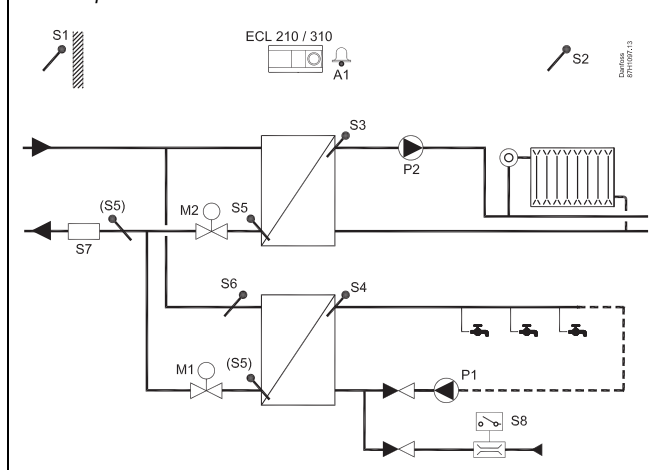 S1
ECL 210 / 310
A1
S2
Danfoss
87H1097.13
S3
P2
(S5)
M2
S5
S7
S6
S4
M1
(S5)
P1
S8